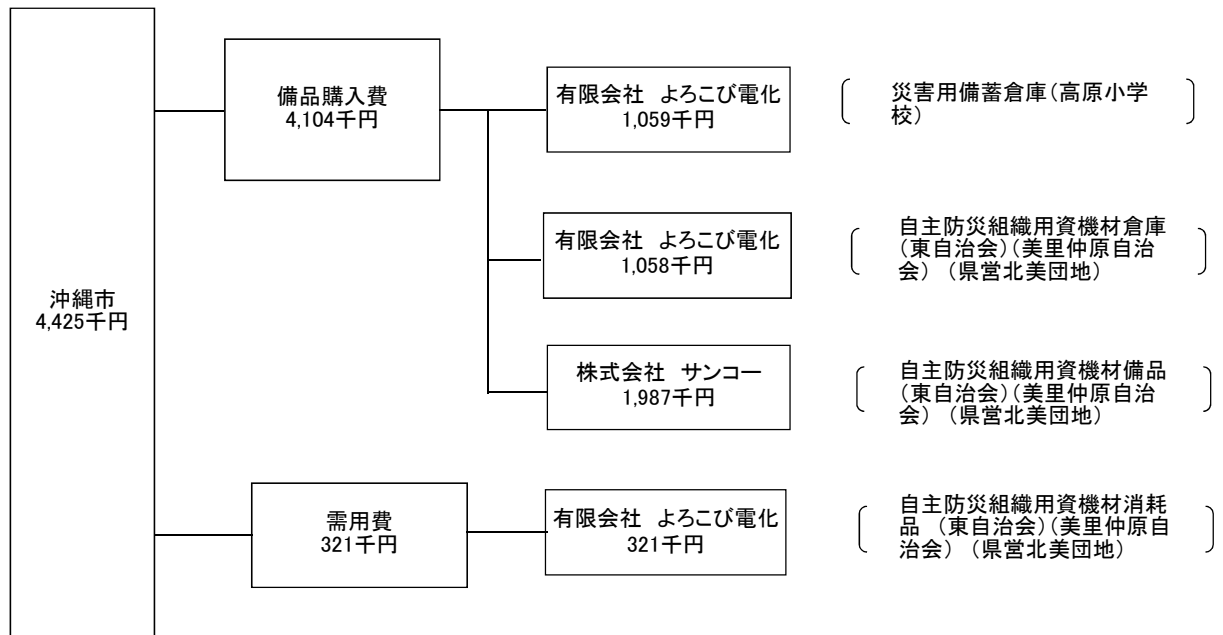 沖縄市
4,425千円
備品購入費
4,104千円
有限会社 よろこび電化
1,059千円
災害用備蓄倉庫(高原小学
校)
有限会社 よろこび電化
1,058千円
自主防災組織用資機材倉庫
(東自治会)(美里仲原自治
会) (県営北美団地)
株式会社 サンコー
1,987千円
自主防災組織用資機材備品
(東自治会)(美里仲原自治
会) (県営北美団地)
需用費
321千円
有限会社 よろこび電化
321千円
自主防災組織用資機材消耗
品 (東自治会)(美里仲原自
治会) (県営北美団地)